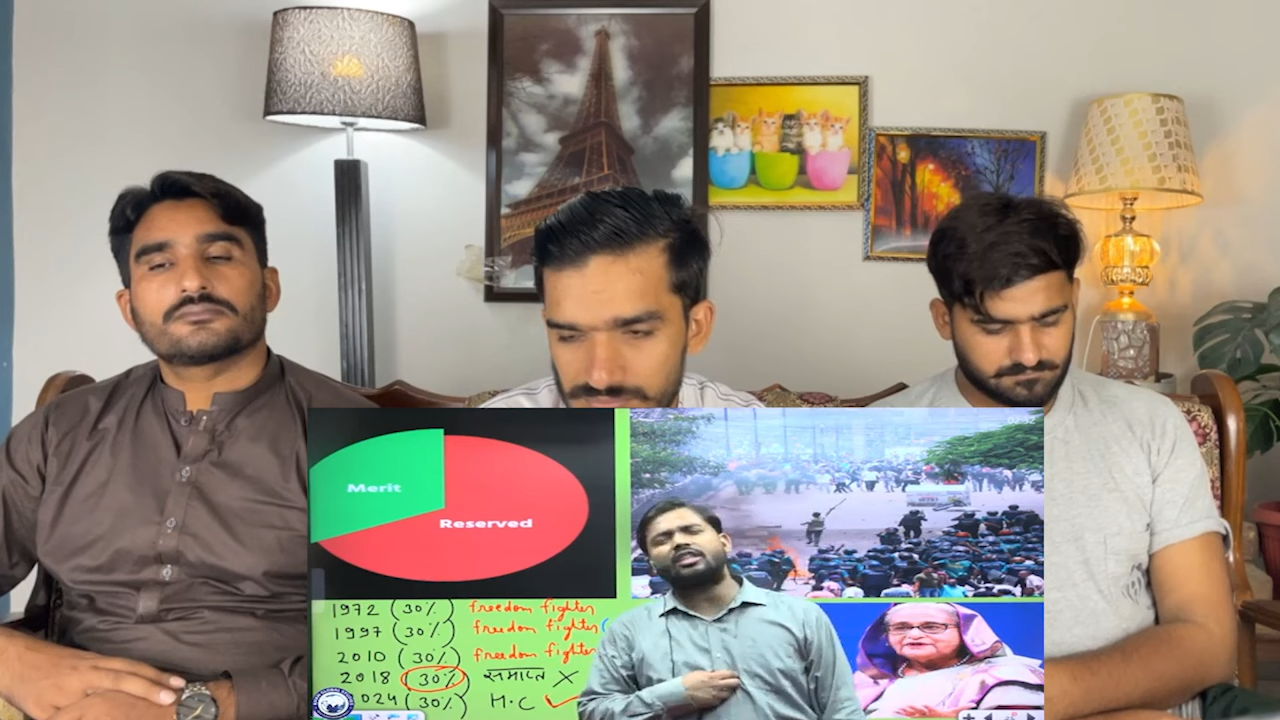 Merit
Reserved
1972 (30%) freedom fighter
1997 (30%) freedom fighter
2010 (30%) freedom fighter
2018 (30%) समाप्त X
024 (30%) H.C ✓